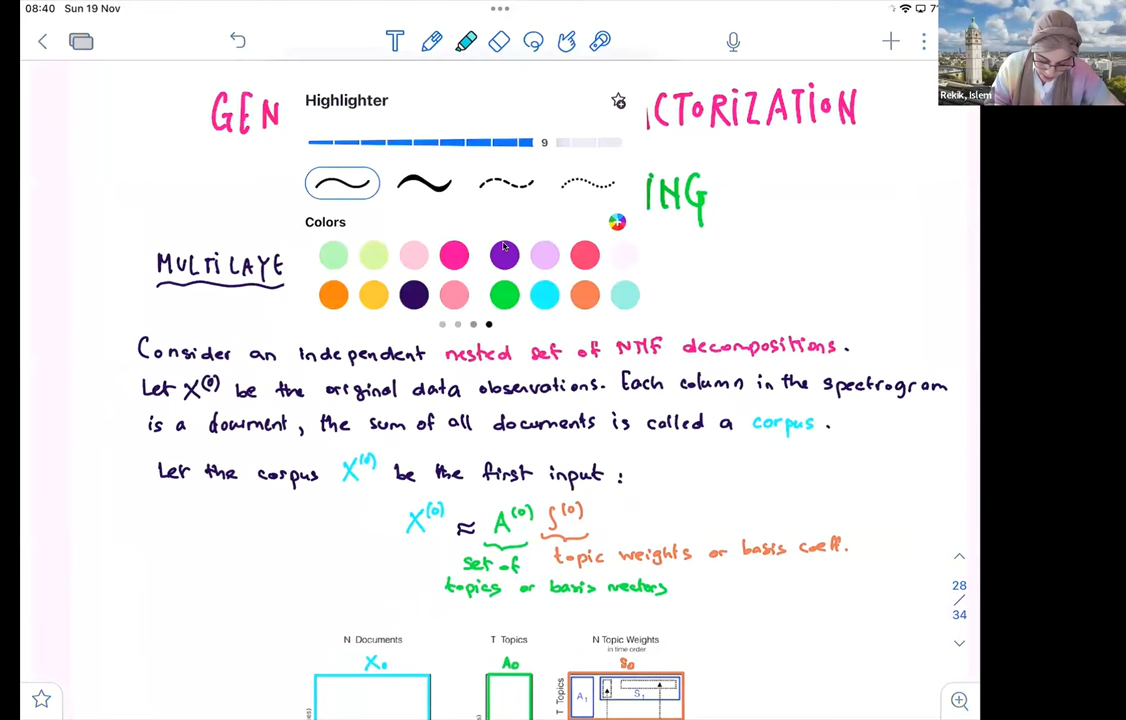 08:40 Sun 19 Nov
Rekik, Islem
GEN
CTORIZATION
Highlighter
9
ING
Colors
MULTILAYE
Consider an independent nested set of NMF decompositions.
Let X(0) be the original data observations. Each column in the spectrogram
is a document, the sum of all documents is called a corpus.
Let the corpus X(0) be the first input:
X(0) ≈ A(0) S(0)
set of topic weights or basis coeff.
topics or basis vectors
28
/
34
N Documents T Topics N Topic Weights
in time order
X0 A0 S0
T Topics
A1 S1